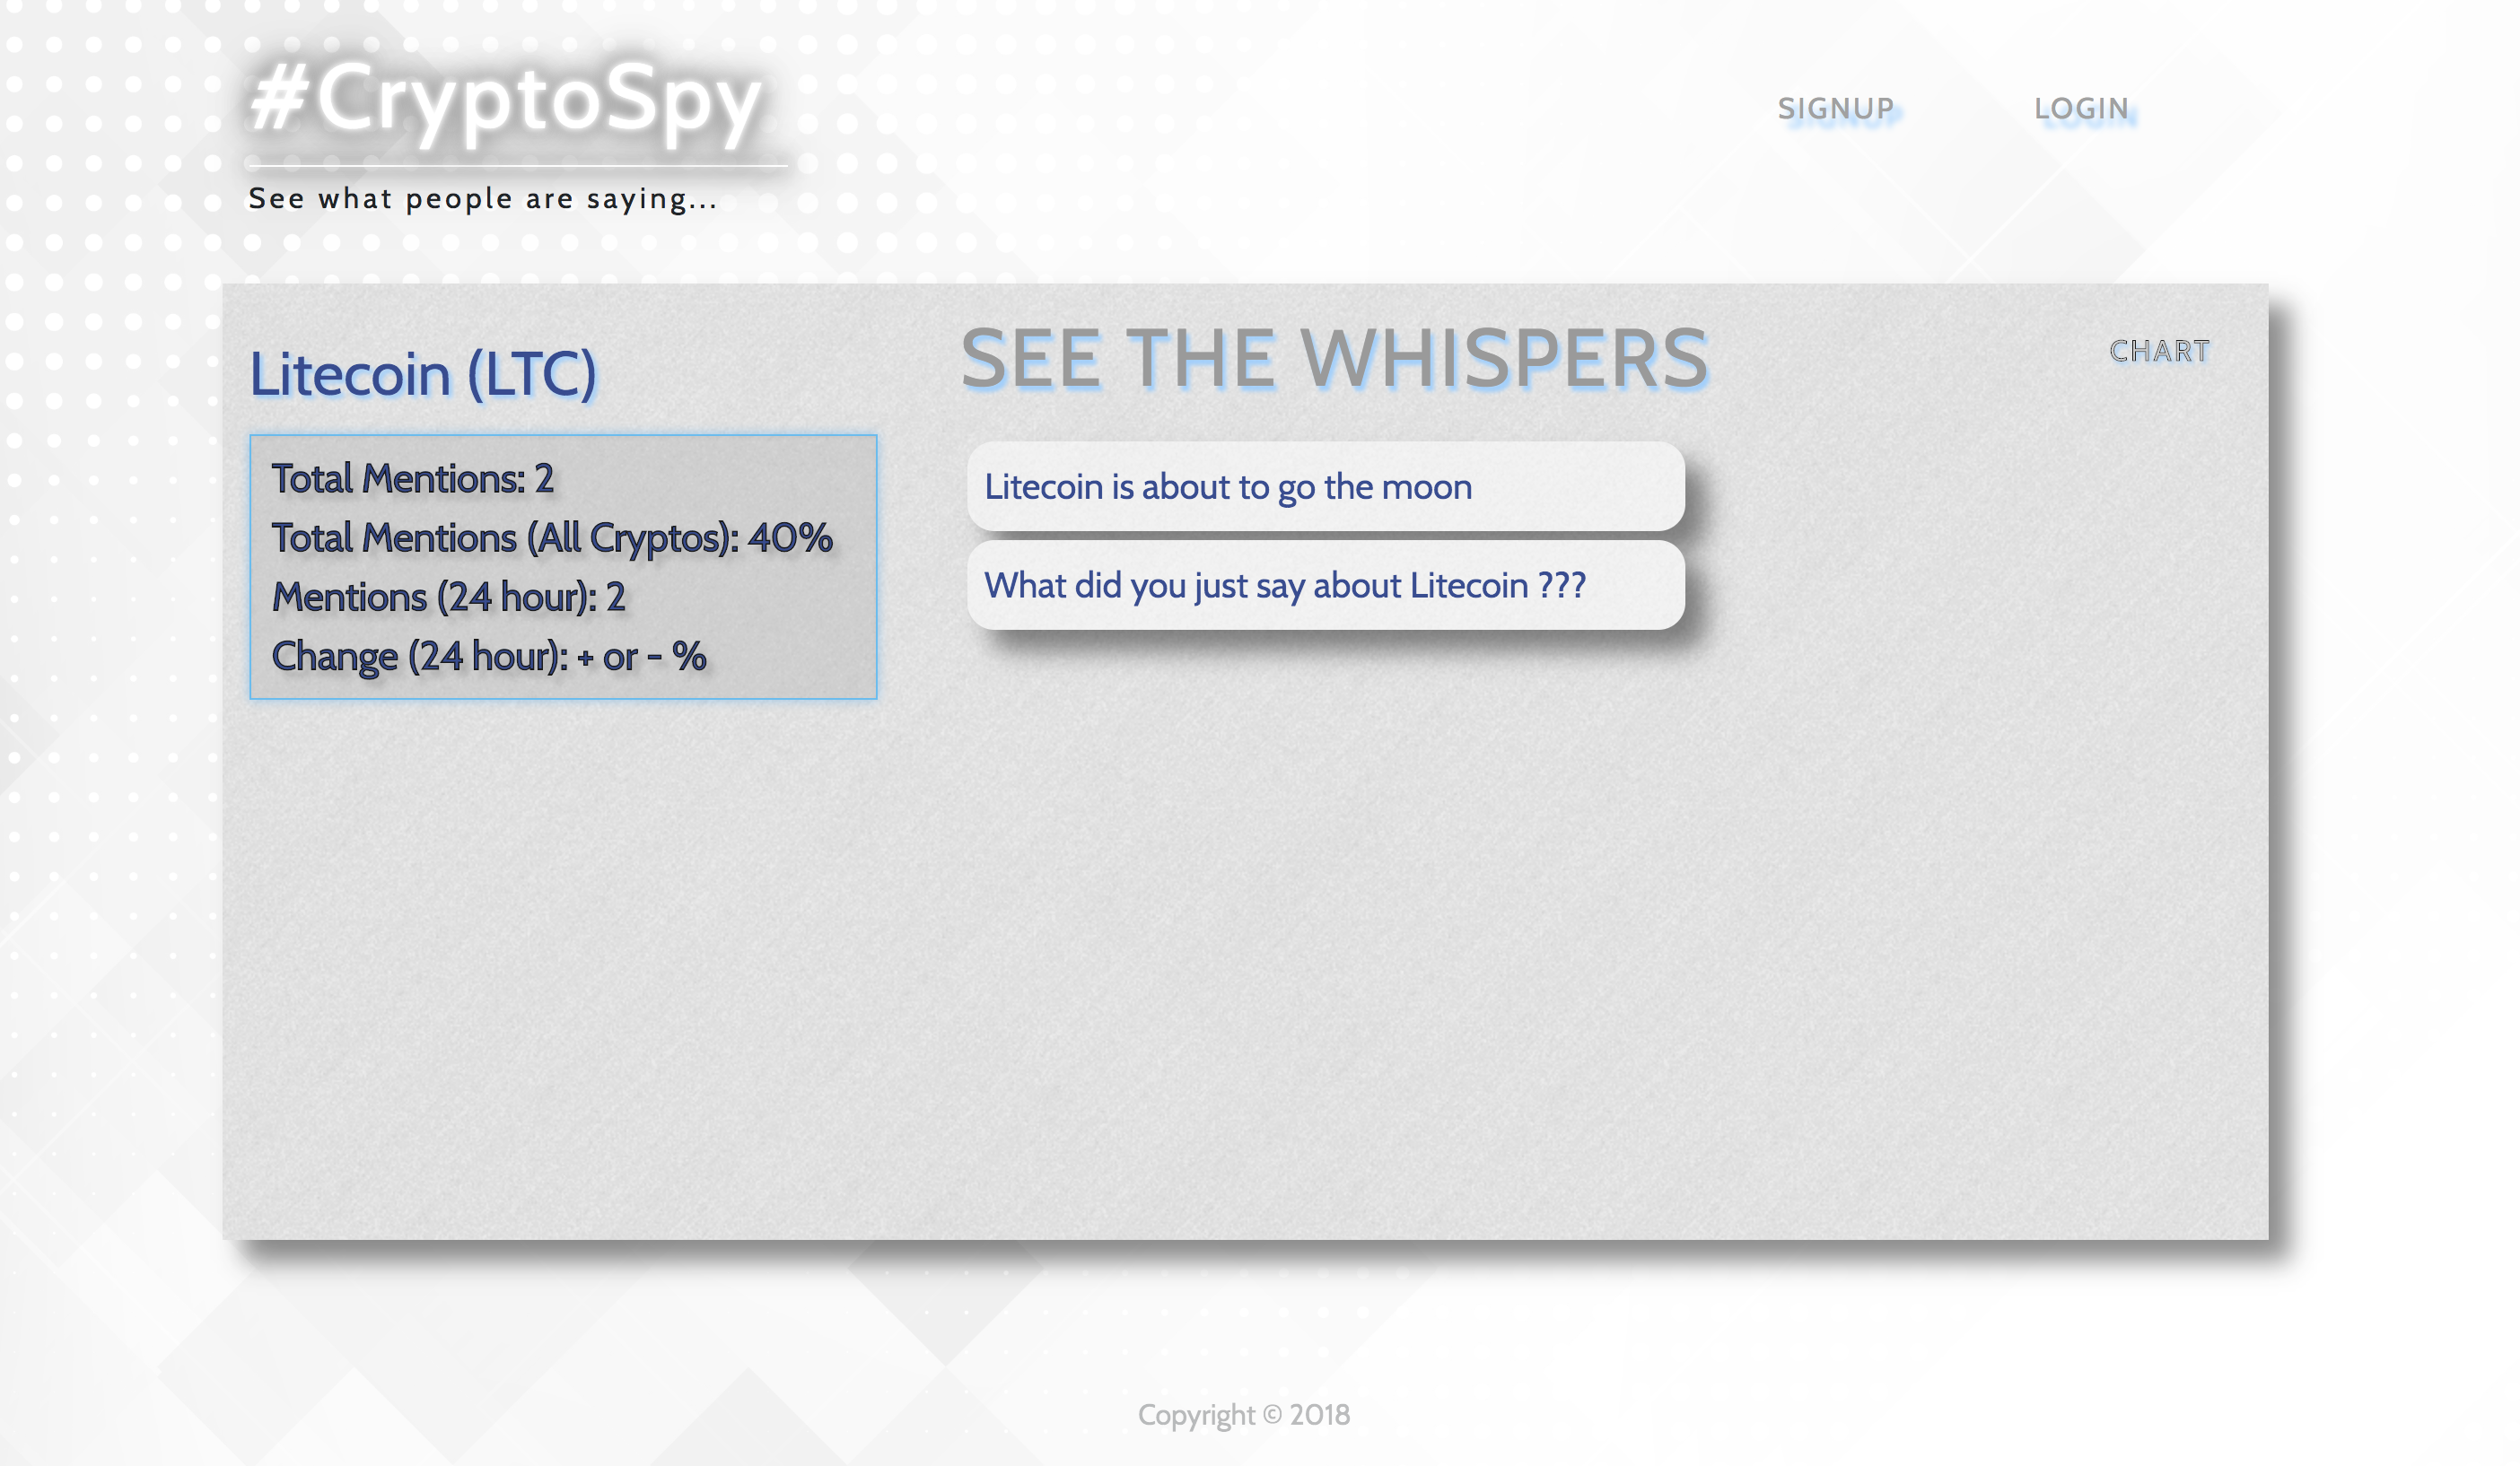 #CryptoSpy
See what people are saying...
SIGNUP
LOGIN
Litecoin (LTC)
Total Mentions: 2
Total Mentions (All Cryptos): 40%
Mentions (24 hour): 2
Change (24 hour): + or - %
SEE THE WHISPERS
Litecoin is about to go the moon
What did you just say about Litecoin ???
CHART
Copyright © 2018